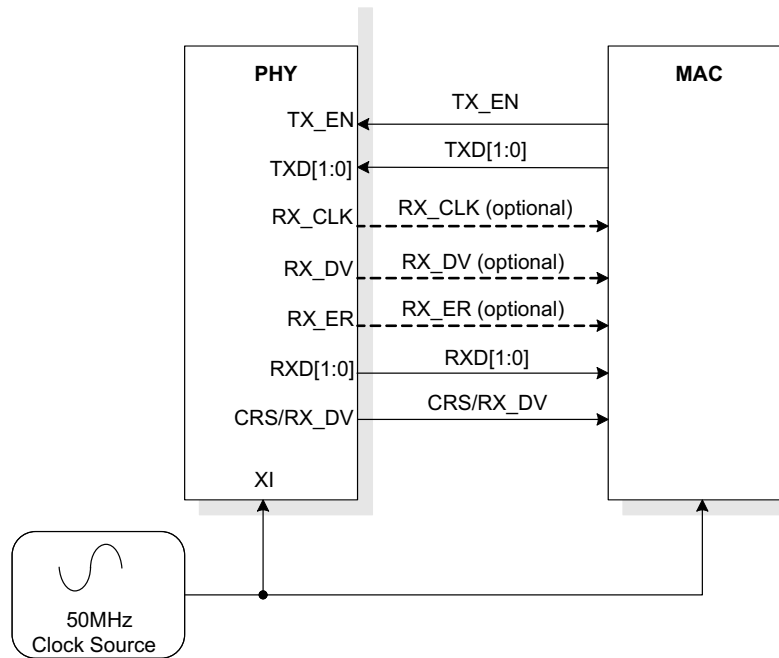 PHY
MAC
TX_EN
TX_EN
TXD[1:0]
TXD[1:0]
RX_CLK
RX_CLK (optional)
RX_DV
RX_DV (optional)
RX_ER
RX_ER (optional)
RXD[1:0]
RXD[1:0]
CRS/RX_DV
CRS/RX_DV
XI
50MHz
Clock Source